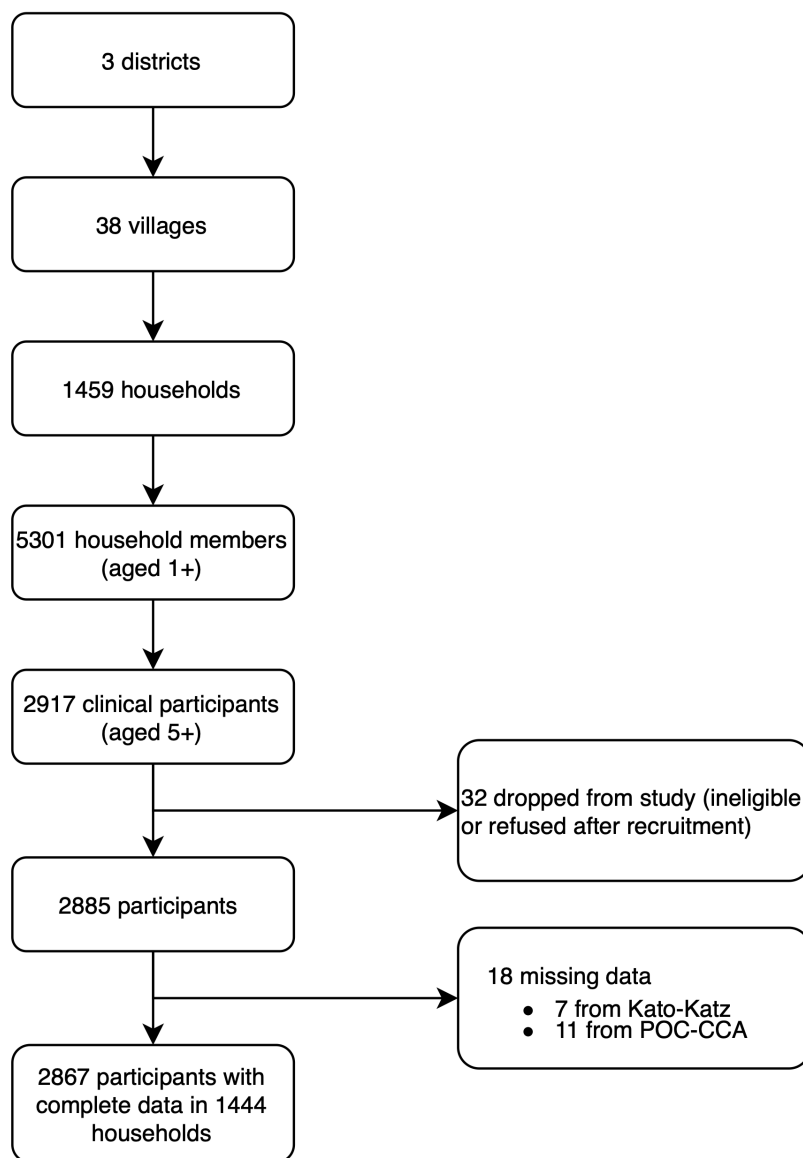 3 districts
38 villages
1459 households
5301 household members
(aged 1+)
2917 clinical participants
(aged 5+)
32 dropped from study (ineligible
or refused after recruitment)
2885 participants
18 missing data
● 7 from Kato-Katz
● 11 from POC-CCA
2867 participants with
complete data in 1444
households